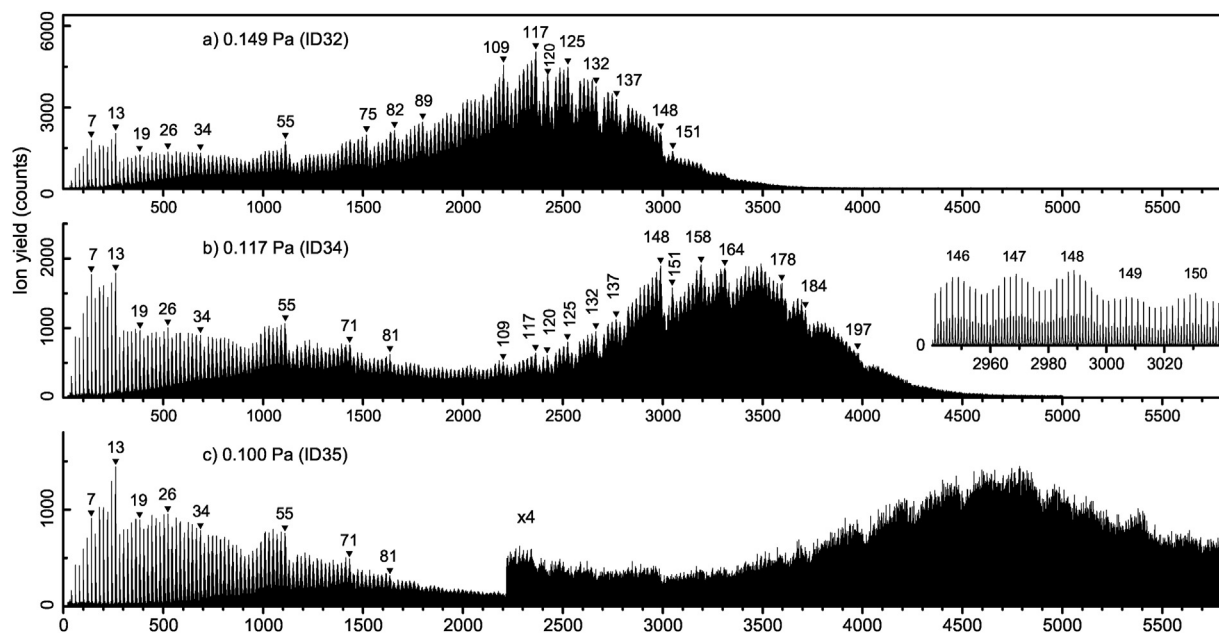 Ion yield (counts)
a) 0.149 Pa (ID32)
6000
3000
0
7 13 19 26 34 55 75 82 89 109 117 120 125 132 137 148 151
500 1000 1500 2000 2500 3000 3500 4000 4500 5000 5500
b) 0.117 Pa (ID34)
2000
1000
0
7 13 19 26 34 55 71 81 109 117 120 125 132 137 148 151 158 164 178 184 197
146 147 148 149 150
0
2960 2980 3000 3020
500 1000 1500 2000 2500 3000 3500 4000 4500 5000 5500
c) 0.100 Pa (ID35)
1000
0
7 13 19 26 34 55 71 81
x4
0 500 1000 1500 2000 2500 3000 3500 4000 4500 5000 5500